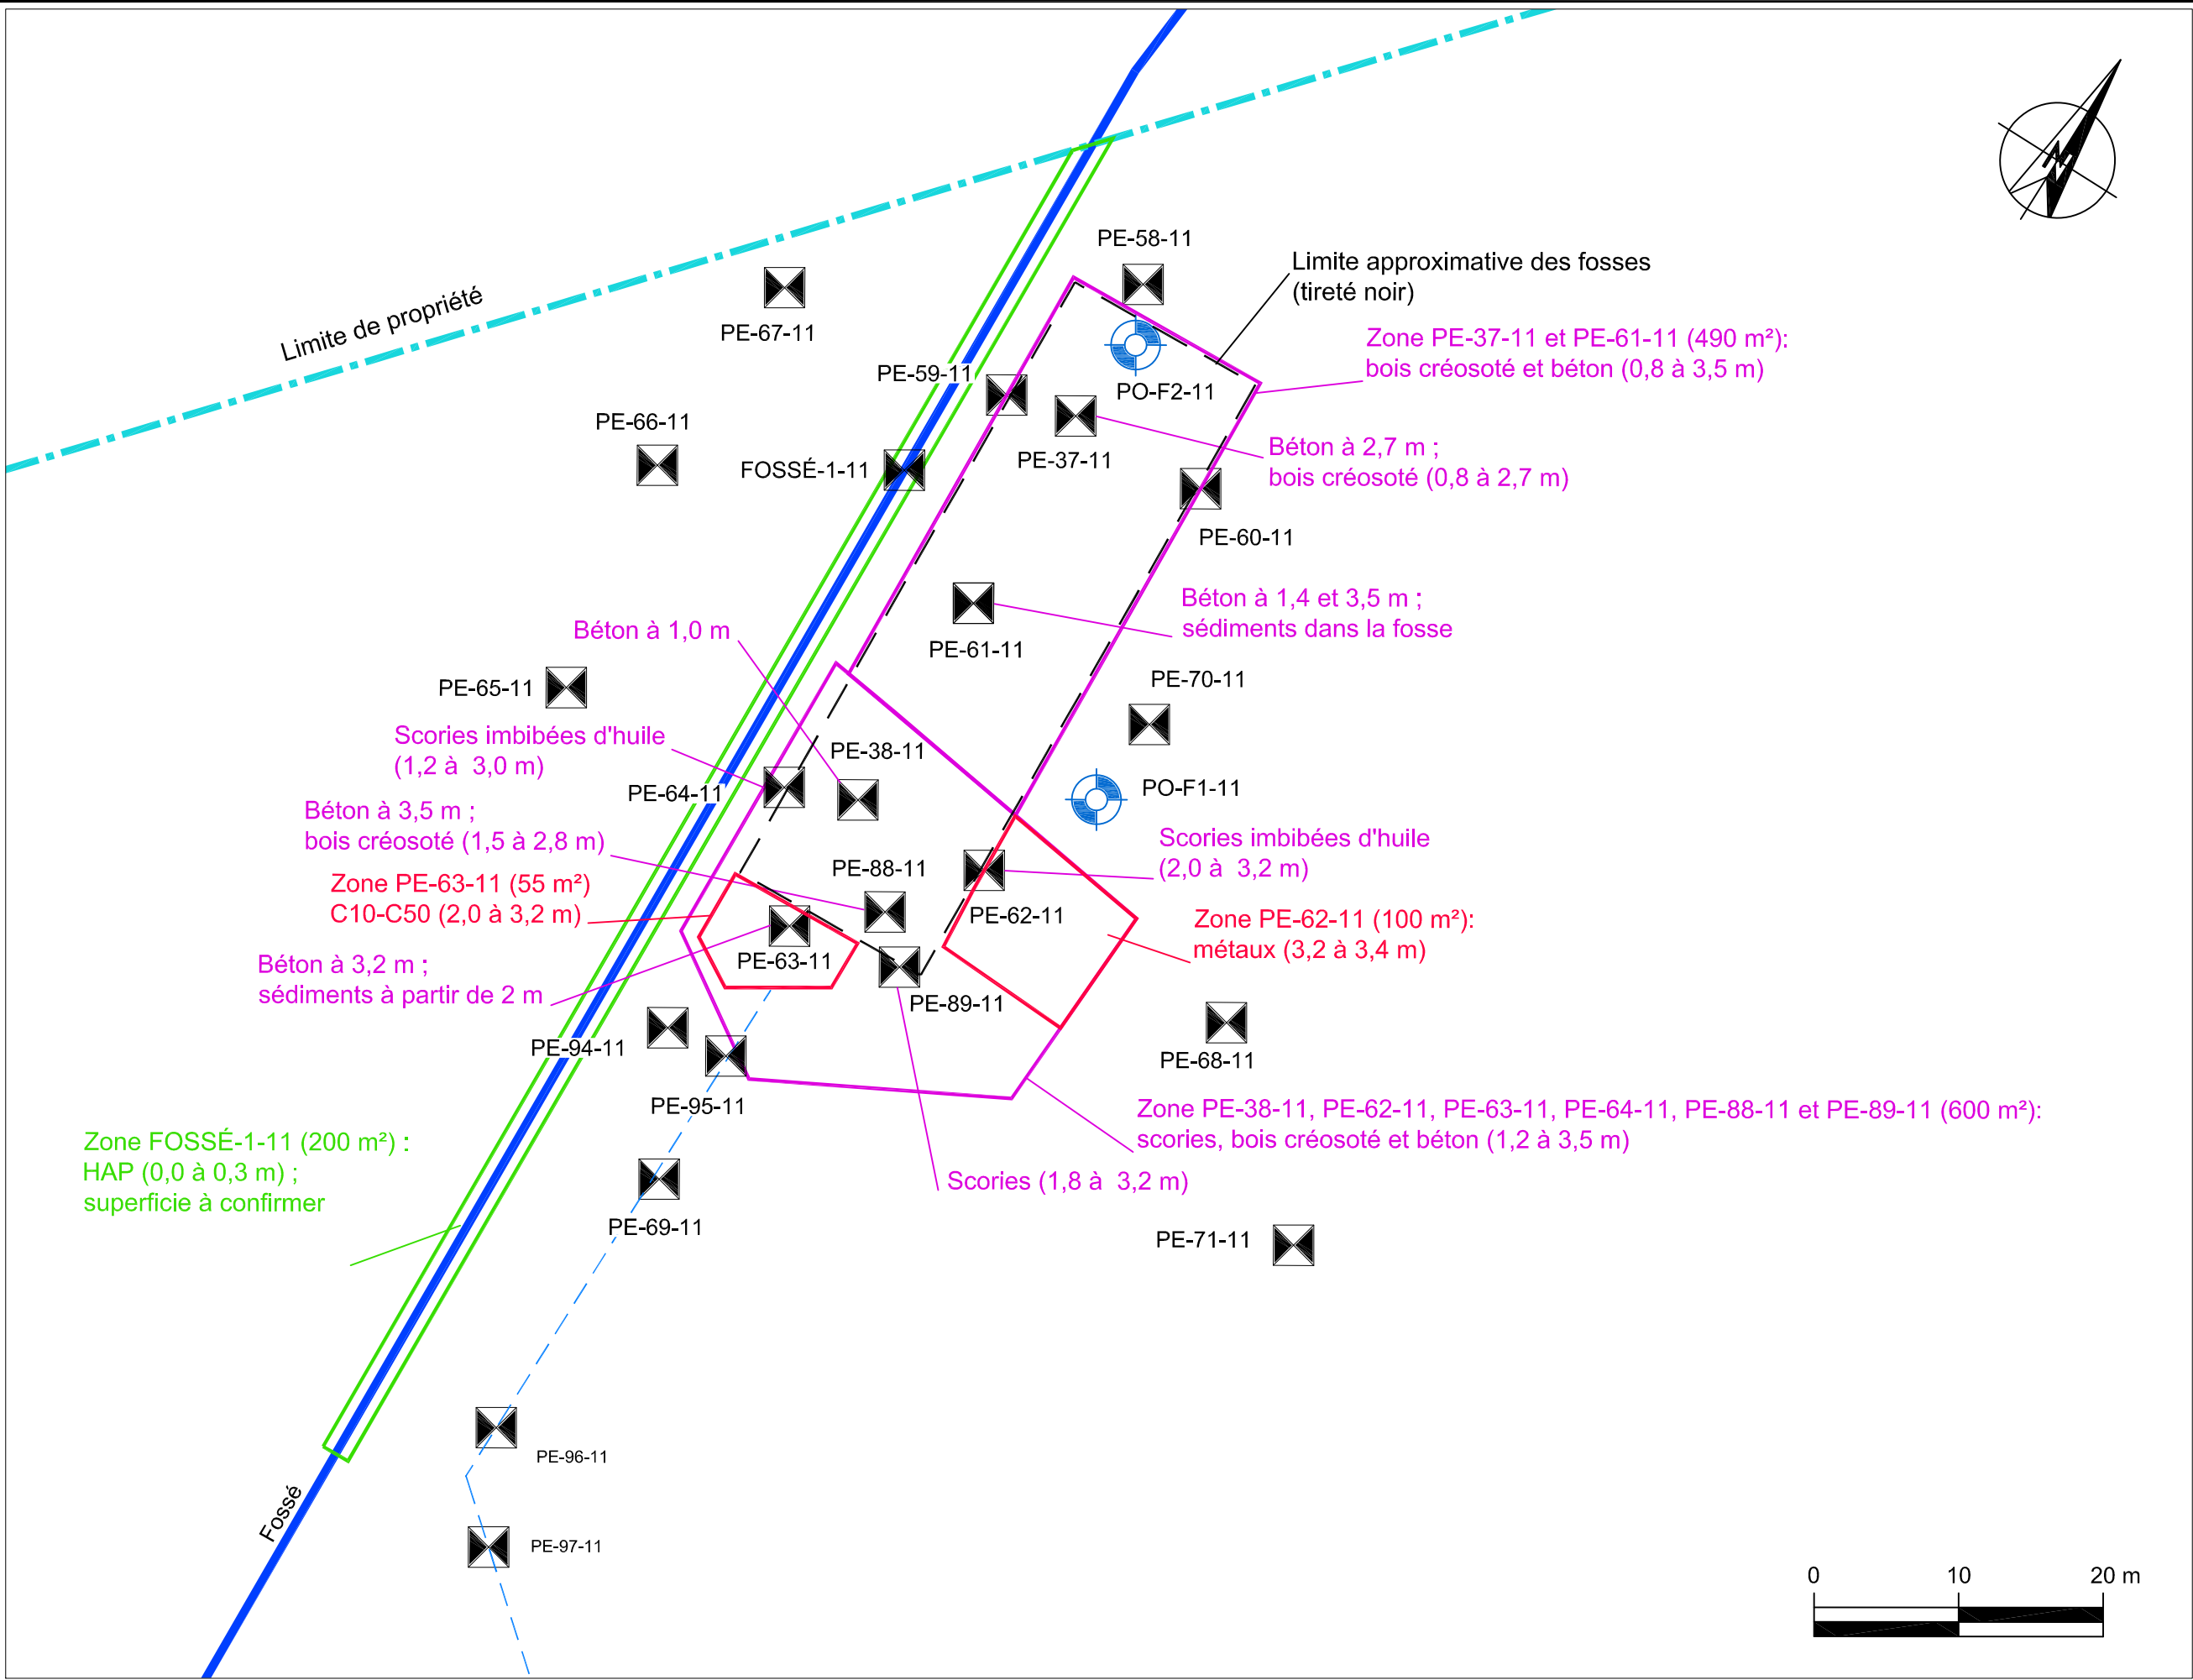 N
PE-58-11
Limite approximative des fosses
(tireté noir)
Limite de propriété
PE-67-11
Zone PE-37-11 et PE-61-11 (490 m²):
bois créosoté et béton (0,8 à 3,5 m)
PE-59-11
PO-F2-11
PE-66-11
PE-37-11
Béton à 2,7 m ;
bois créosoté (0,8 à 2,7 m)
FOSSÉ-1-11
PE-60-11
Béton à 1,4 et 3,5 m ;
sédiments dans la fosse
Béton à 1,0 m
PE-61-11
PE-65-11
PE-70-11
Scories imbibées d'huile
(1,2 à  3,0 m)
PE-38-11
PE-64-11
PO-F1-11
Béton à 3,5 m ;
bois créosoté (1,5 à 2,8 m)
Scories imbibées d'huile
(2,0 à  3,2 m)
PE-88-11
Zone PE-63-11 (55 m²)
C10-C50 (2,0 à 3,2 m)
PE-62-11
Zone PE-62-11 (100 m²):
métaux (3,2 à 3,4 m)
PE-63-11
Béton à 3,2 m ;
sédiments à partir de 2 m
PE-89-11
PE-94-11
PE-68-11
PE-95-11
Zone PE-38-11, PE-62-11, PE-63-11, PE-64-11, PE-88-11 et PE-89-11 (600 m²):
scories, bois créosoté et béton (1,2 à 3,5 m)
Zone FOSSÉ-1-11 (200 m²) :
HAP (0,0 à 0,3 m) ;
superficie à confirmer
Scories (1,8 à  3,2 m)
PE-69-11
PE-71-11
PE-96-11
Fossé
PE-97-11
0 10 20 m